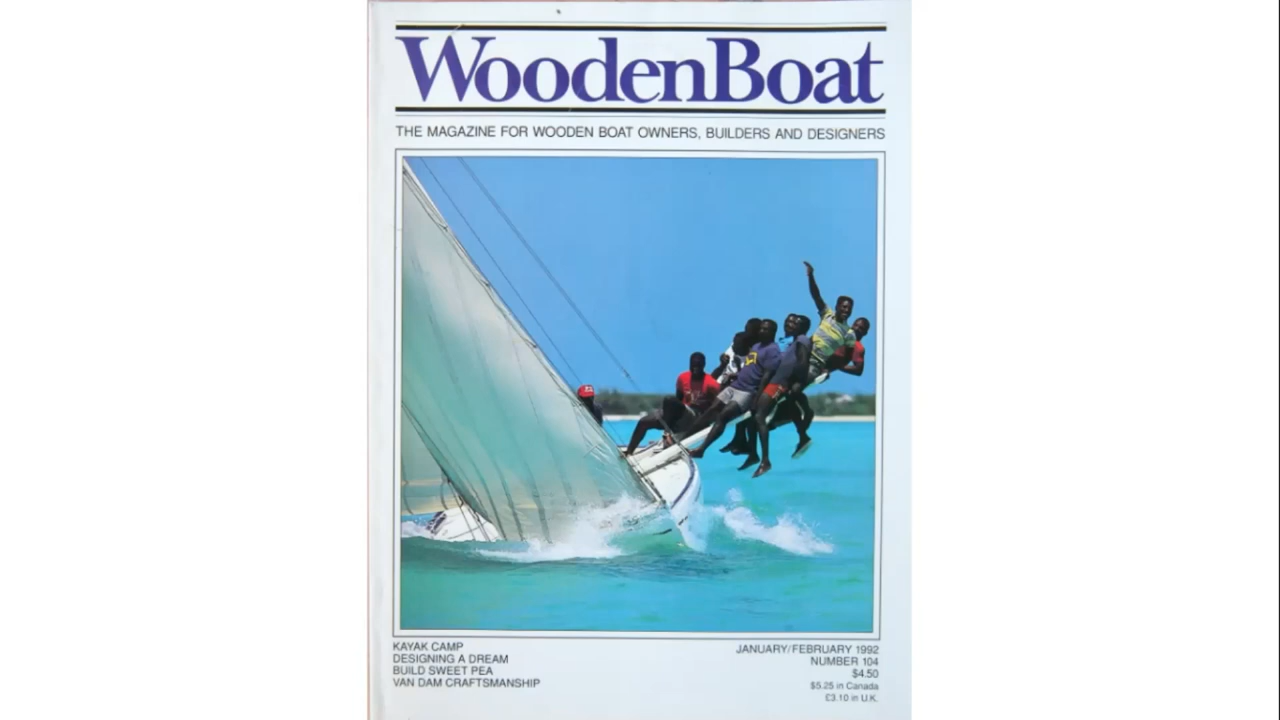 WoodenBoat
THE MAGAZINE FOR WOODEN BOAT OWNERS, BUILDERS AND DESIGNERS
KAYAK CAMP
DESIGNING A DREAM
BUILD SWEET PEA
VAN DAM CRAFTSMANSHIP
JANUARY/FEBRUARY 1992
NUMBER 104
$4.50
$5.25 in Canada
£3.10 in U.K.